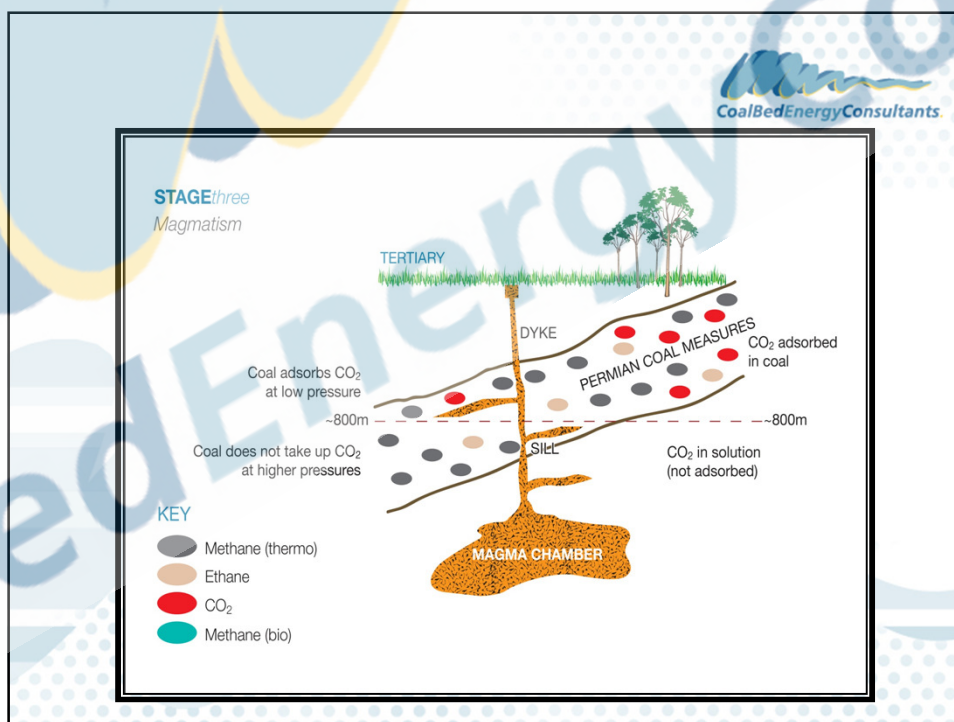 CoalBedEnergyConsultants.
STAGEthree
Magmatism
TERTIARY
DYKE
PERMIAN COAL MEASURES
CO₂ adsorbed
in coal
Coal adsorbs CO₂
at low pressure
~800m
~800m
Coal does not take up CO₂
at higher pressures
SILL
CO₂ in solution
(not adsorbed)
KEY
Methane (thermo)
Ethane
CO₂
Methane (bio)
MAGMA CHAMBER
edEnergyCo